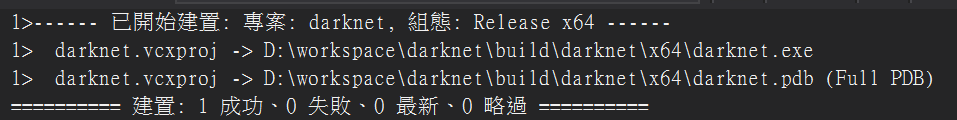 1>------ 已開始建置: 專案: darknet, 組態: Release x64 ------
1>  darknet.vcxproj -> D:\workspace\darknet\build\darknet\x64\darknet.exe
1>  darknet.vcxproj -> D:\workspace\darknet\build\darknet\x64\darknet.pdb (Full PDB)
========== 建置: 1 成功、0 失敗、0 最新、0 略過 ==========